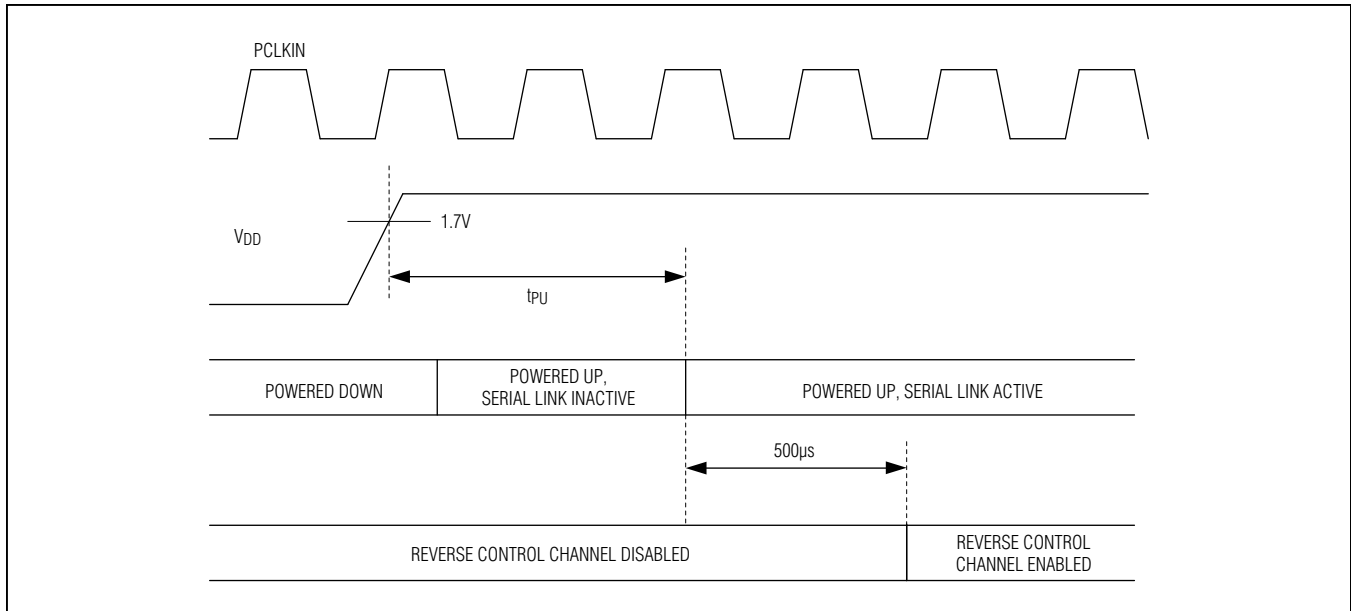 PCLKIN
VDD
1.7V
tPU
POWERED DOWN
POWERED UP,
SERIAL LINK INACTIVE
POWERED UP, SERIAL LINK ACTIVE
500µs
REVERSE CONTROL CHANNEL DISABLED
REVERSE CONTROL
CHANNEL ENABLED